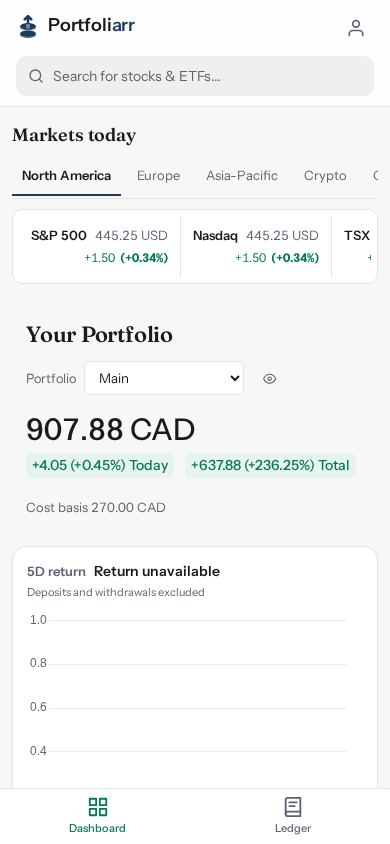 Portfoliarr
Search for stocks & ETFs...
Markets today
North America Europe Asia-Pacific Crypto
S&P 500 445.25 USD Nasdaq 445.25 USD TSX
+1.50 (+0.34%) +1.50 (+0.34%) +
Your Portfolio
Portfolio Main
907.88 CAD
+4.05 (+0.45%) Today +637.88 (+236.25%) Total
Cost basis 270.00 CAD
5D return Return unavailable
Deposits and withdrawals excluded
1.0
0.8
0.6
0.4
Dashboard Ledger